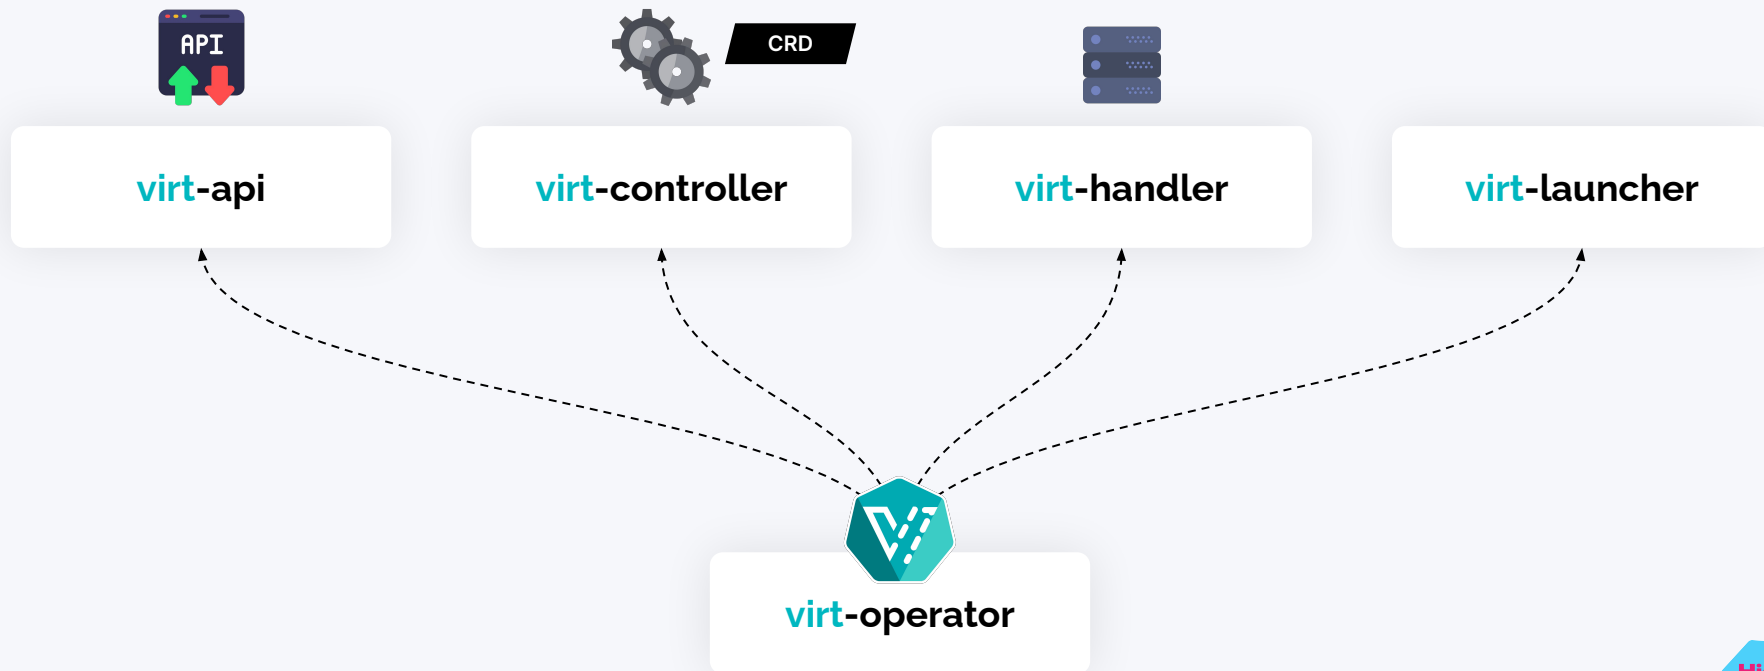 API
CRD
virt-api
virt-controller
virt-handler
virt-launcher
virt-operator